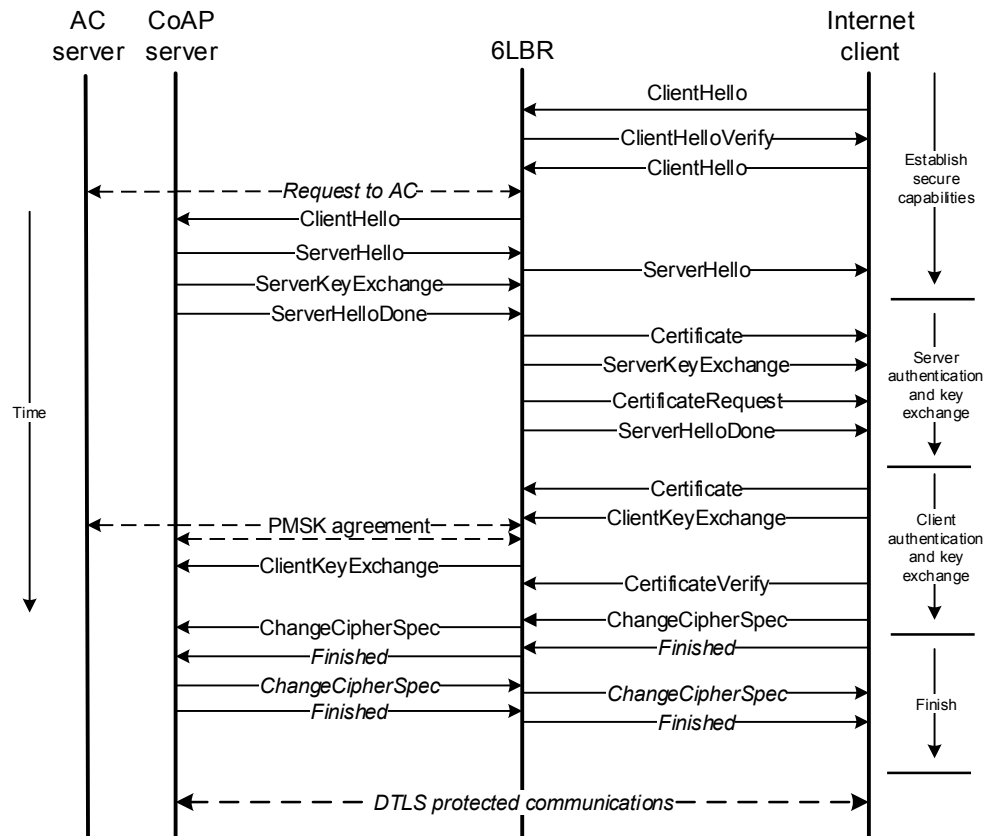 AC
server
CoAP
server
6LBR
Internet
client
ClientHello
ClientHelloVerify
ClientHello
Establish
secure
capabilities
Request to AC
ClientHello
ServerHello
ServerHello
ServerKeyExchange
ServerHelloDone
Certificate
ServerKeyExchange
CertificateRequest
ServerHelloDone
Server
authentication
and key
exchange
Time
Certificate
ClientKeyExchange
PMSK agreement
ClientKeyExchange
CertificateVerify
Client
authentication
and key
exchange
ChangeCipherSpec
ChangeCipherSpec
Finished
Finished
ChangeCipherSpec
ChangeCipherSpec
Finished
Finished
Finish
DTLS protected communications